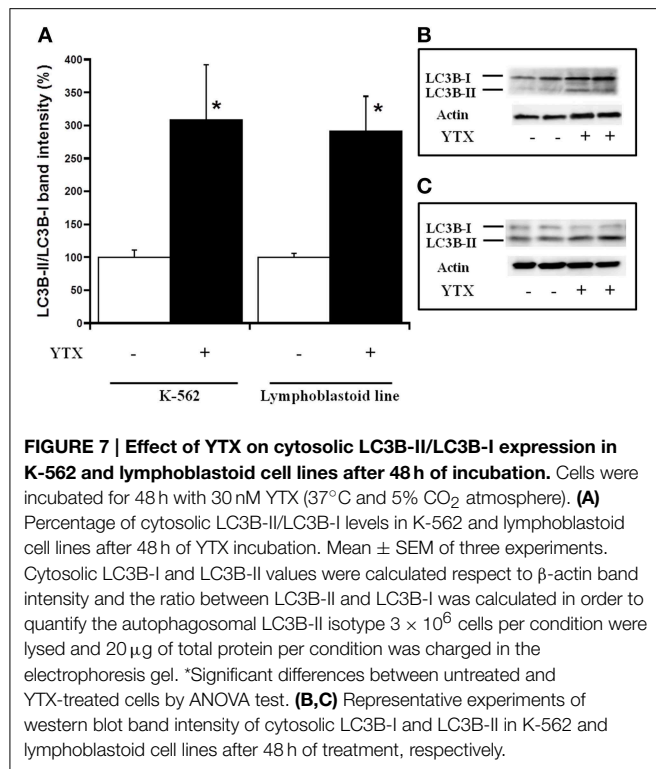 A
LC3B-II/LC3B-I band intensity (%)
400
350
300
250
200
150
100
50
0
*
*
YTX
-
+
-
+
K-562
Lymphoblastoid line
B
LC3B-I
LC3B-II
Actin
YTX
- - + +
C
LC3B-I
LC3B-II
Actin
YTX
- - + +
FIGURE 7 | Effect of YTX on cytosolic LC3B-II/LC3B-I expression in
K-562 and lymphoblastoid cell lines after 48 h of incubation. Cells were
incubated for 48 h with 30 nM YTX (37°C and 5% CO₂ atmosphere). (A)
Percentage of cytosolic LC3B-II/LC3B-I levels in K-562 and lymphoblastoid
cell lines after 48 h of YTX incubation. Mean ± SEM of three experiments.
Cytosolic LC3B-I and LC3B-II values were calculated respect to β-actin band
intensity and the ratio between LC3B-II and LC3B-I was calculated in order to
quantify the autophagosomal LC3B-II isotype 3 × 10⁶ cells per condition were
lysed and 20 μg of total protein per condition was charged in the
electrophoresis gel. *Significant differences between untreated and
YTX-treated cells by ANOVA test. (B,C) Representative experiments of
western blot band intensity of cytosolic LC3B-I and LC3B-II in K-562 and
lymphoblastoid cell lines after 48 h of treatment, respectively.